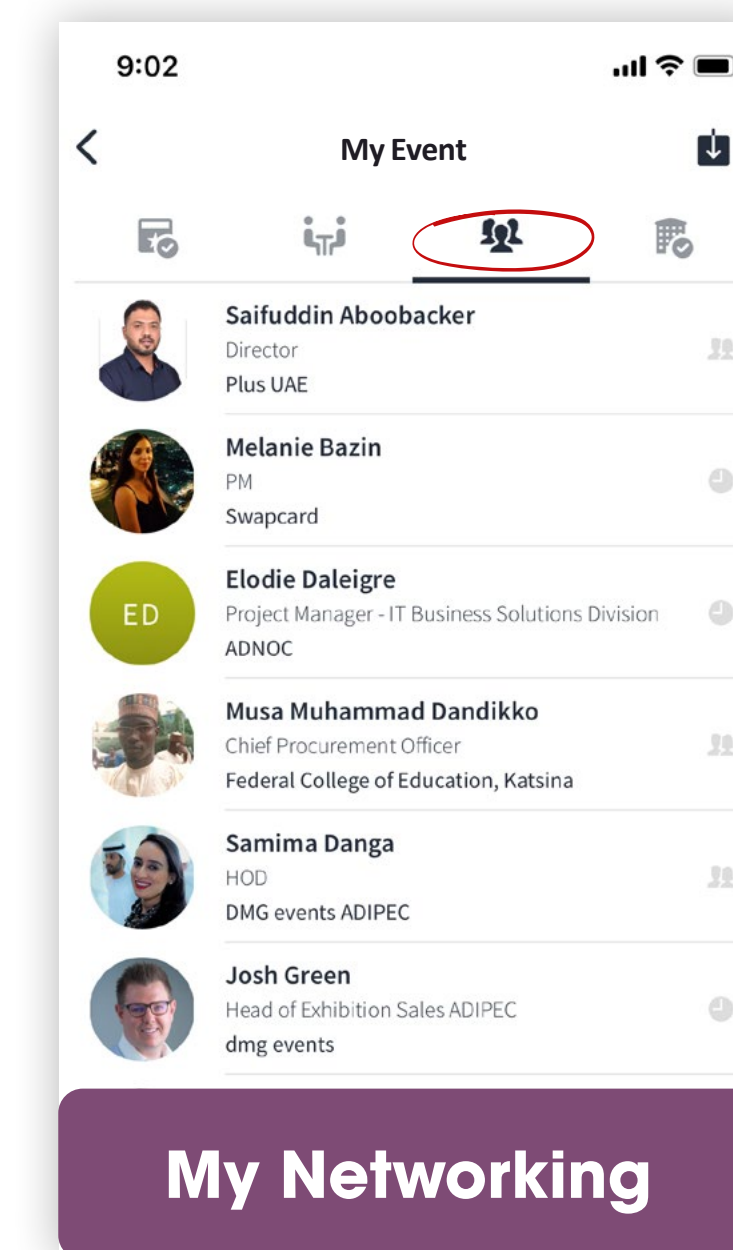 9:02
My Event
Saifuddin Aboobacker
Director
Plus UAE
Melanie Bazin
PM
Swapcard
ED
Elodie Daleigre
Project Manager - IT Business Solutions Division
ADNOC
Musa Muhammad Dandikko
Chief Procurement Officer
Federal College of Education, Katsina
Samima Danga
HOD
DMG events ADIPEC
Josh Green
Head of Exhibition Sales ADIPEC
dmg events
My Networking